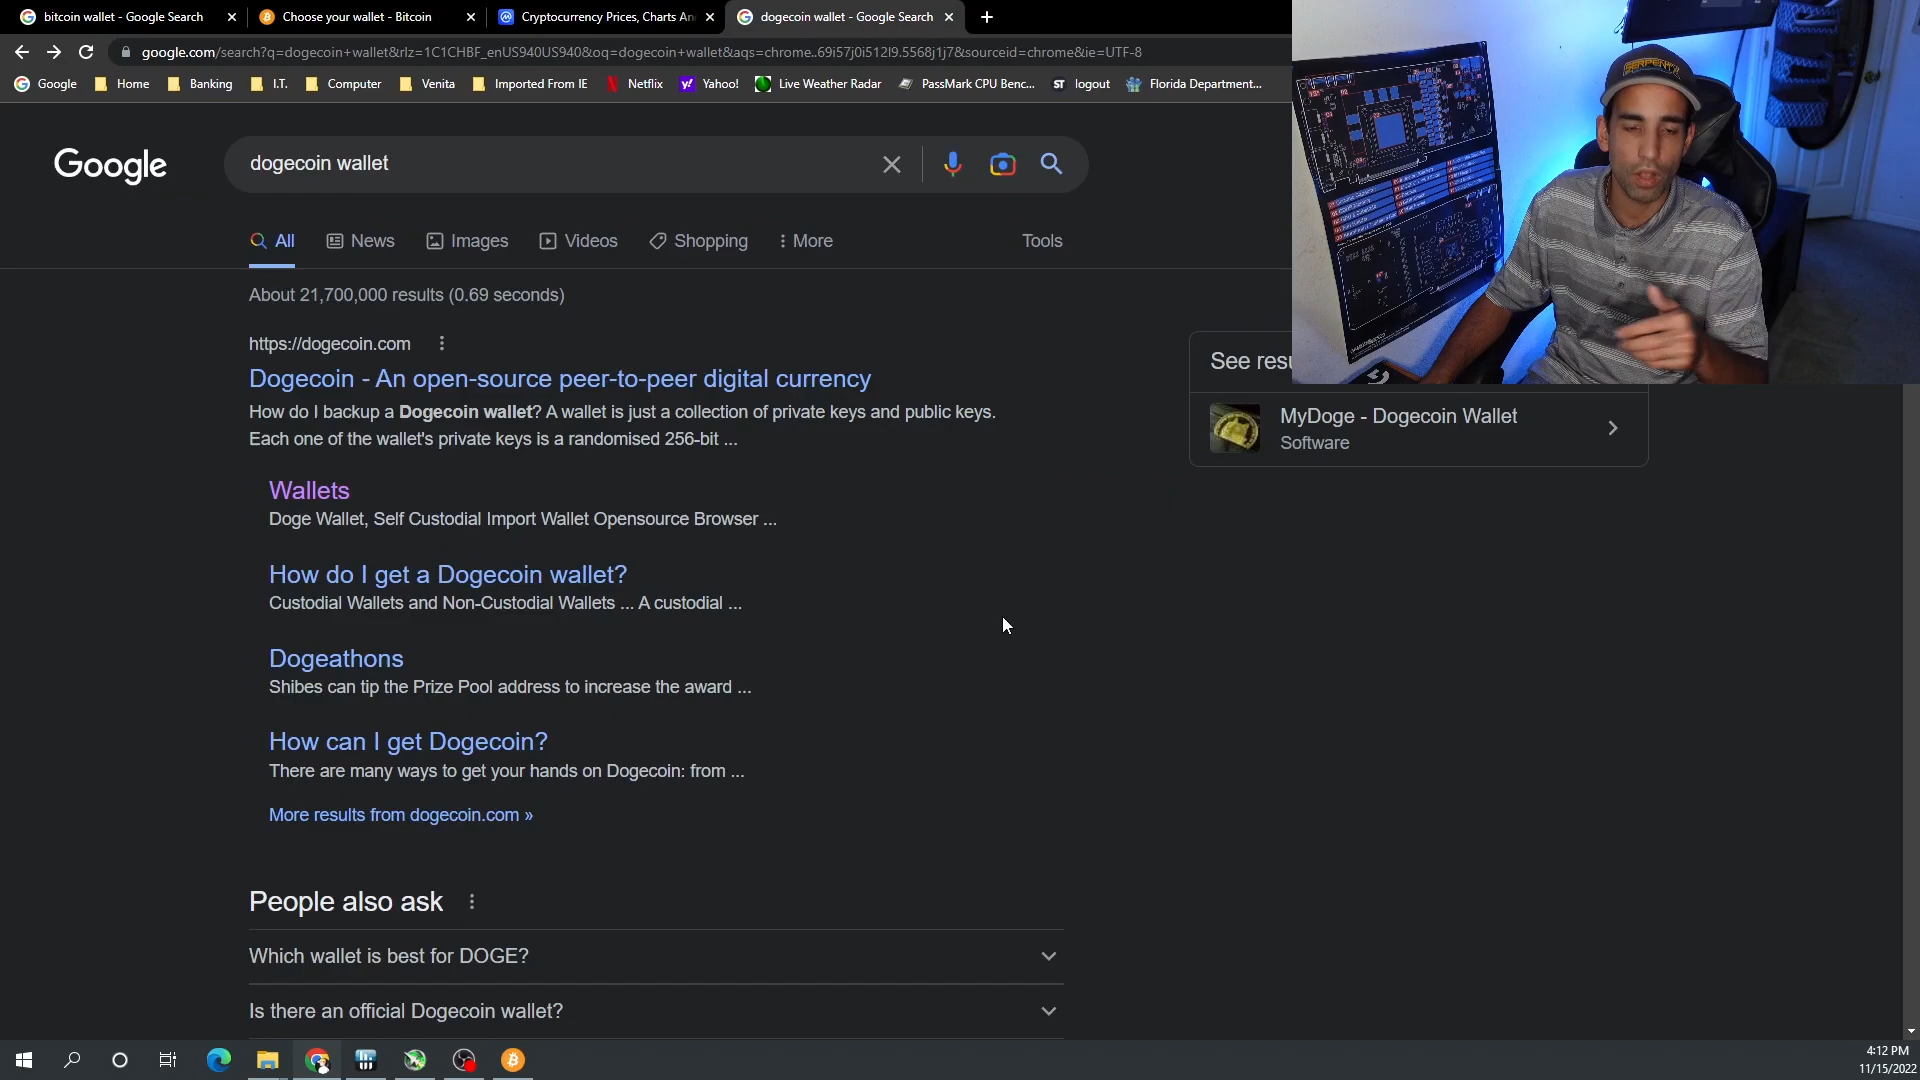 bitcoin wallet - Google Search
Choose your wallet - Bitcoin
Cryptocurrency Prices, Charts An
dogecoin wallet - Google Search
google.com/search?q=dogecoin+wallet&rlz=1C1CHBF_enUS940US940&oq=dogecoin+wallet&aqs=chrome..69i57j0i512l9.5568j1j7&sourceid=chrome&ie=UTF-8
Google
Home
Banking
I.T.
Computer
Venita
Imported From IE
Netflix
Yahoo!
Live Weather Radar
PassMark CPU Benc...
ST logout
Florida Department...
SERPENT
Google
dogecoin wallet
All
News
Images
Videos
Shopping
More
Tools
About 21,700,000 results (0.69 seconds)
https://dogecoin.com
Dogecoin - An open-source peer-to-peer digital currency
How do I backup a Dogecoin wallet? A wallet is just a collection of private keys and public keys.
Each one of the wallet's private keys is a randomised 256-bit ...
Wallets
Doge Wallet, Self Custodial Import Wallet Opensource Browser ...
How do I get a Dogecoin wallet?
Custodial Wallets and Non-Custodial Wallets ... A custodial ...
Dogeathons
Shibes can tip the Prize Pool address to increase the award ...
How can I get Dogecoin?
There are many ways to get your hands on Dogecoin: from ...
More results from dogecoin.com »
See resu
MyDoge - Dogecoin Wallet
Software
People also ask
Which wallet is best for DOGE?
Is there an official Dogecoin wallet?
4:12 PM
11/15/2022